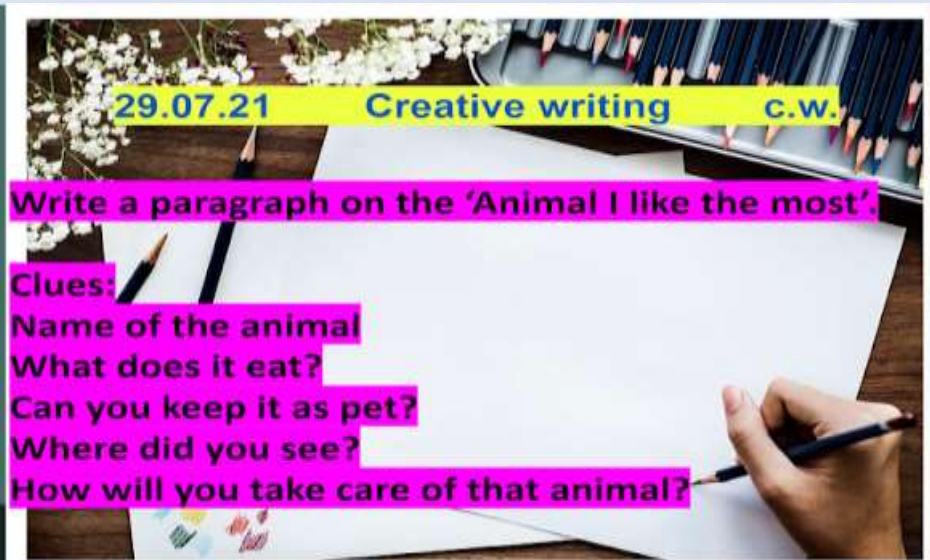 29.07.21 Creative writing c.w.
Write a paragraph on the ‘Animal I like the most’.
Clues:
Name of the animal
What does it eat?
Can you keep it as pet?
Where did you see?
How will you take care of that animal?